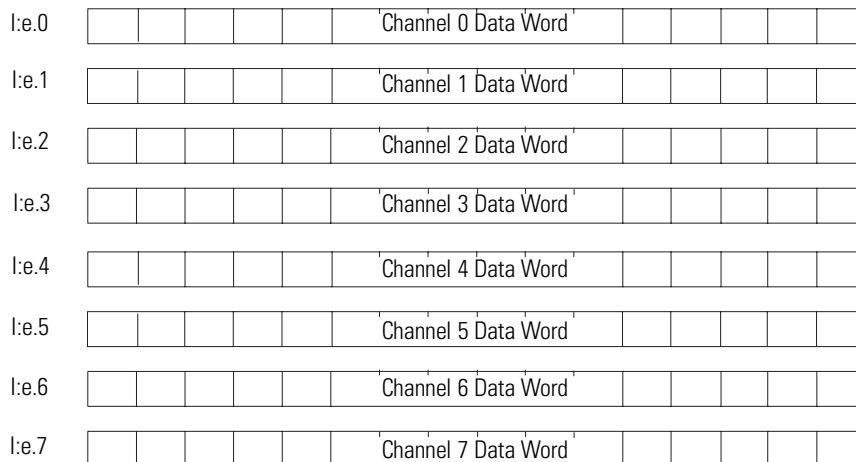 I:e.0 Channel 0 Data Word
I:e.1 Channel 1 Data Word
I:e.2 Channel 2 Data Word
I:e.3 Channel 3 Data Word
I:e.4 Channel 4 Data Word
I:e.5 Channel 5 Data Word
I:e.6 Channel 6 Data Word
I:e.7 Channel 7 Data Word